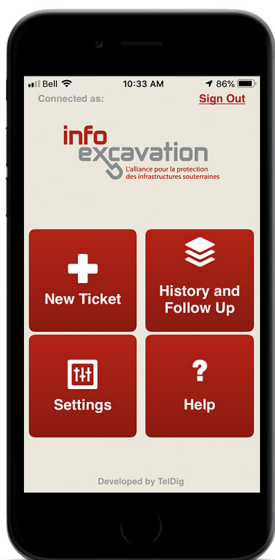 Bell 10:33 AM 86%
Connected as: Sign Out
info
excavation
L'alliance pour la protection
des infrastructures souterraines
New Ticket
History and
Follow Up
Settings
? Help
Developed by TelDig